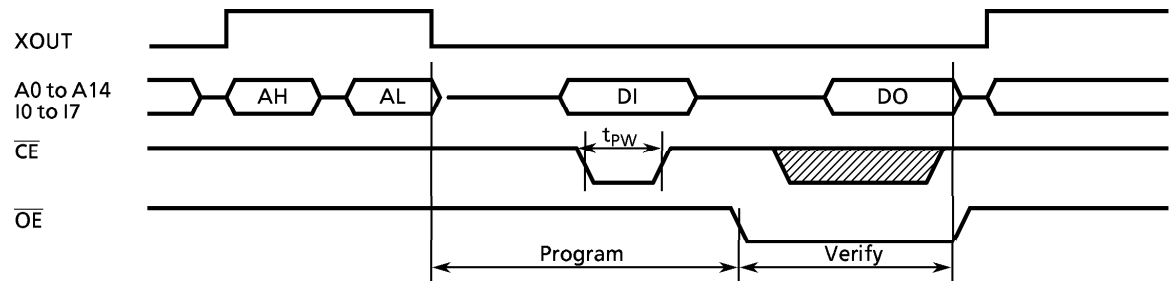 XOUT
A0 to A14
I0 to I7
AH AL DI DO
tPW
CE
OE
Program Verify